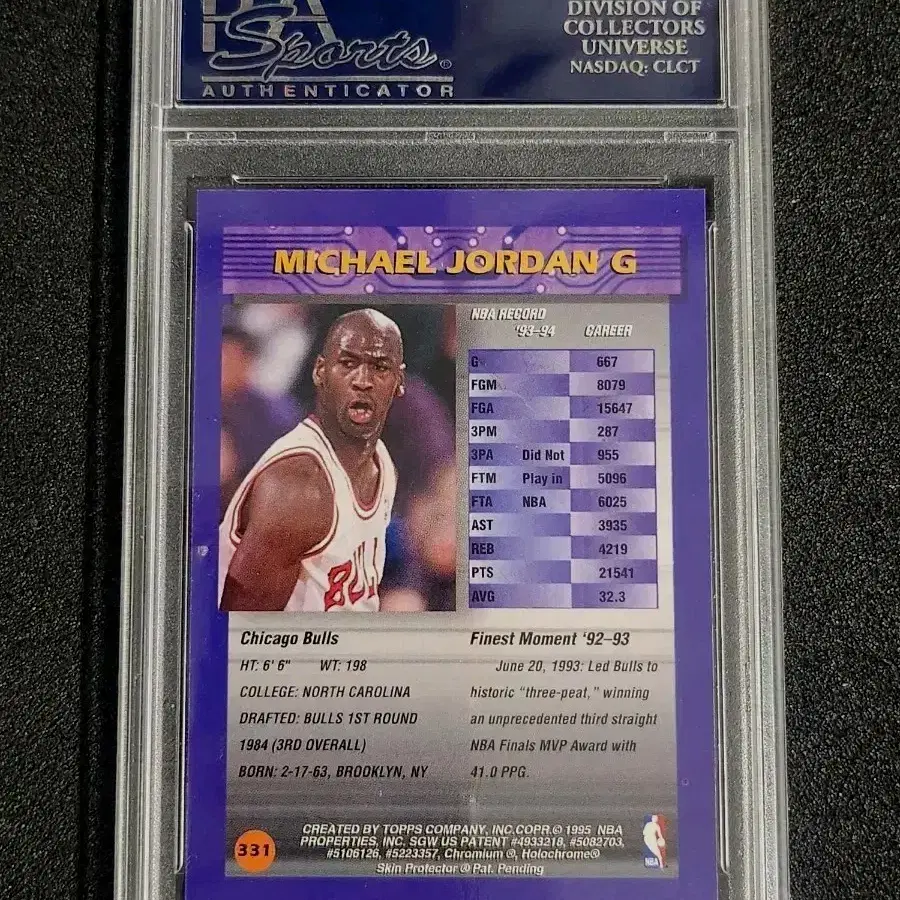 PSA
Sports®
AUTHENTICATOR
DIVISION OF
COLLECTORS
UNIVERSE
NASDAQ: CLCT
MICHAEL JORDAN G
NBA RECORD
'93-94 CAREER
G 667
FGM 8079
FGA 15647
3PM 287
3PA Did Not 955
FTM Play in 5096
FTA NBA 6025
AST 3935
REB 4219
PTS 21541
AVG 32.3
BULL
Chicago Bulls
HT: 6' 6" WT: 198
COLLEGE: NORTH CAROLINA
DRAFTED: BULLS 1ST ROUND
1984 (3RD OVERALL)
BORN: 2-17-63, BROOKLYN, NY
Finest Moment '92–93
June 20, 1993: Led Bulls to
historic "three-peat," winning
an unprecedented third straight
NBA Finals MVP Award with
41.0 PPG.
331
CREATED BY TOPPS COMPANY, INC.COPR.© 1995 NBA
PROPERTIES, INC. SGW US PATENT #4933218, #5082703,
#5106126, #5223357, Chromium ®, Holochrome®
Skin Protector ® Pat. Pending
NBA